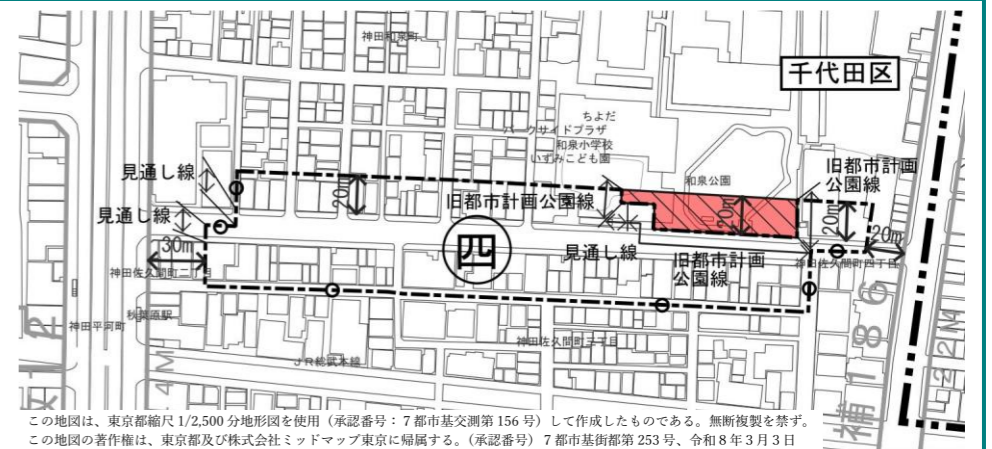 神田和泉町
千代田区
ちよだ
パークサイドプラザ
和泉小学校
いずみこども園
見通し線
20m
旧都市計画公園線
和泉公園
20m
旧都市計画
公園線
20m
見通し線
30m
四
見通し線
旧都市計画
公園線
20m
神田佐久間町二丁目
神田佐久間町四丁目
秋葉原駅
神田平河町
神田佐久間町三丁目
JR総武本線
補186
この地図は、東京都縮尺 1/2,500 分地形図を使用（承認番号：７都市基交測第 156 号）して作成したものである。無断複製を禁ず。
この地図の著作権は、東京都及び株式会社ミッドマップ東京に帰属する。（承認番号）７都市基街都第 253 号、令和８年３月３日